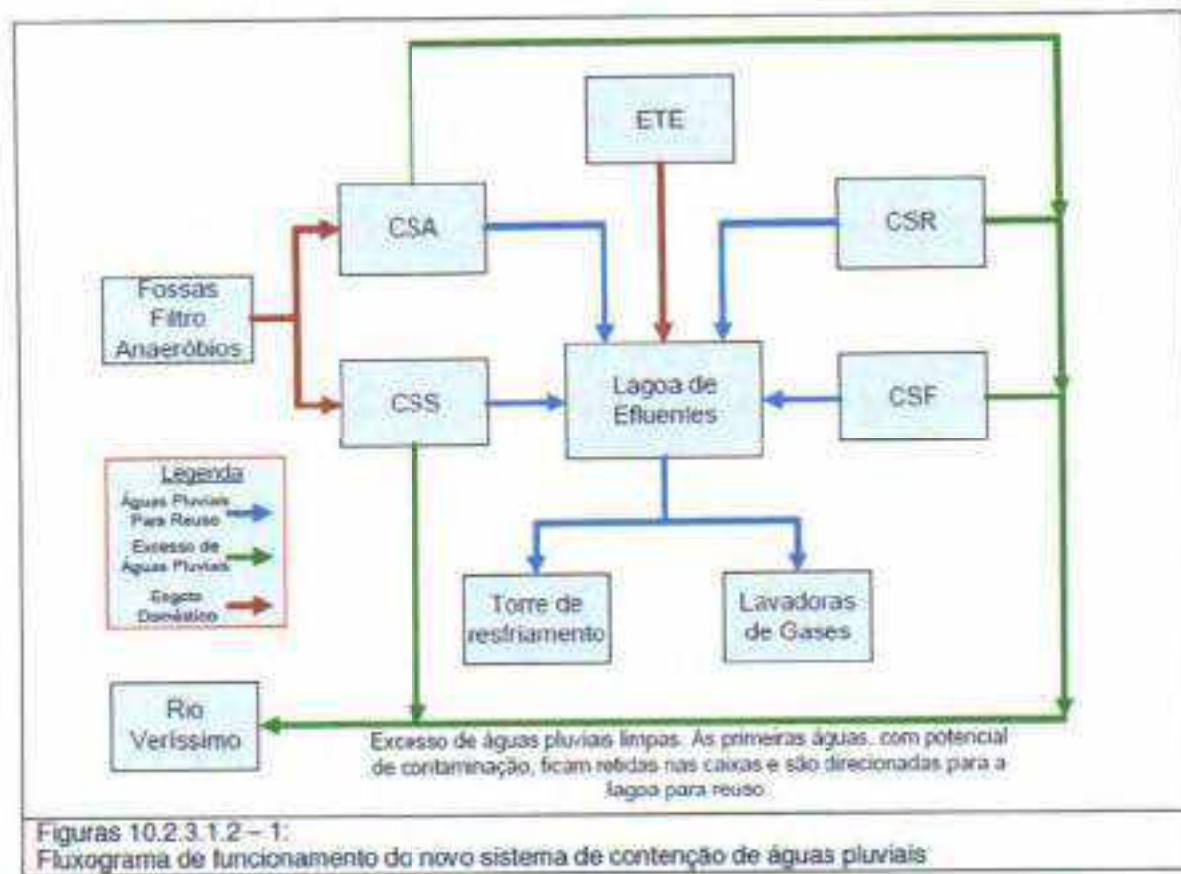 ETE
CSA
CSR
Fossas
Filtro
Anaeróbios
CSS
Lagoa de
Efluentes
CSF
Legenda
Águas Pluviais
Para Reuso
Excesso de
Águas Pluviais
Esgoto
Doméstico
Torre de
resfriamento
Lavadoras
de Gases
Rio
Veríssimo
Excesso de águas pluviais limpas. As primeiras águas, com potencial
de contaminação, ficam retidas nas caixas e são direcionadas para a
lagoa para reuso
Figuras 10.2.3.1.2 – 1:
Fluxograma de funcionamento do novo sistema de contenção de águas pluviais